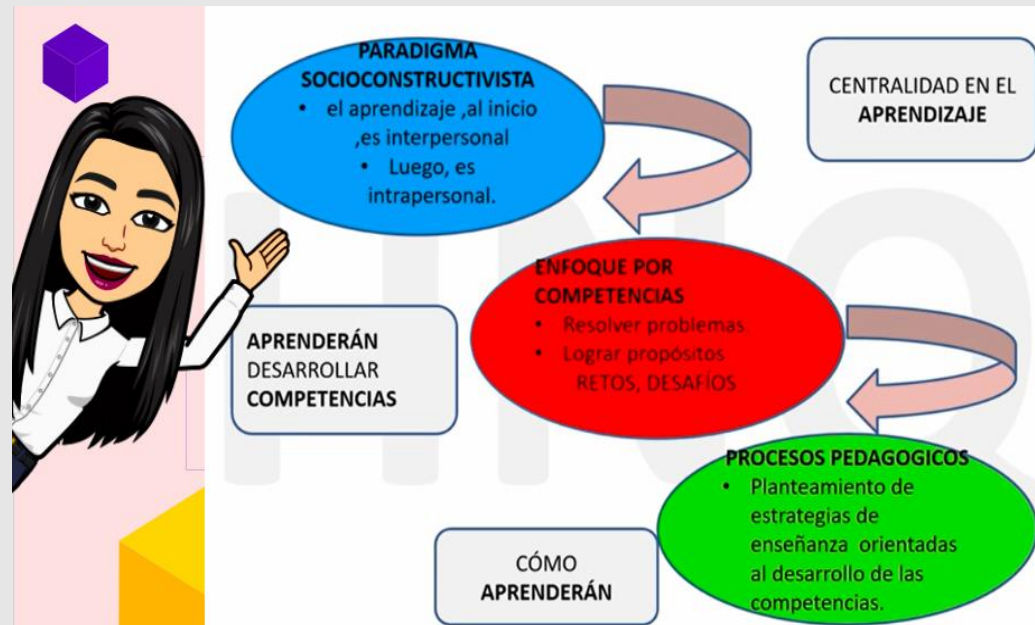 PARADIGMA
SOCIOCONSTRUCTIVISTA
• el aprendizaje ,al inicio
,es interpersonal
• Luego, es
intrapersonal.
CENTRALIDAD EN EL
APRENDIZAJE
ENFOQUE POR
COMPETENCIAS
• Resolver problemas.
• Lograr propósitos
RETOS, DESAFÍOS
APRENDERÁN
DESARROLLAR
COMPETENCIAS
PROCESOS PEDAGOGICOS
• Planteamiento de
estrategias de
enseñanza orientadas
al desarrollo de las
competencias.
CÓMO
APRENDERÁN